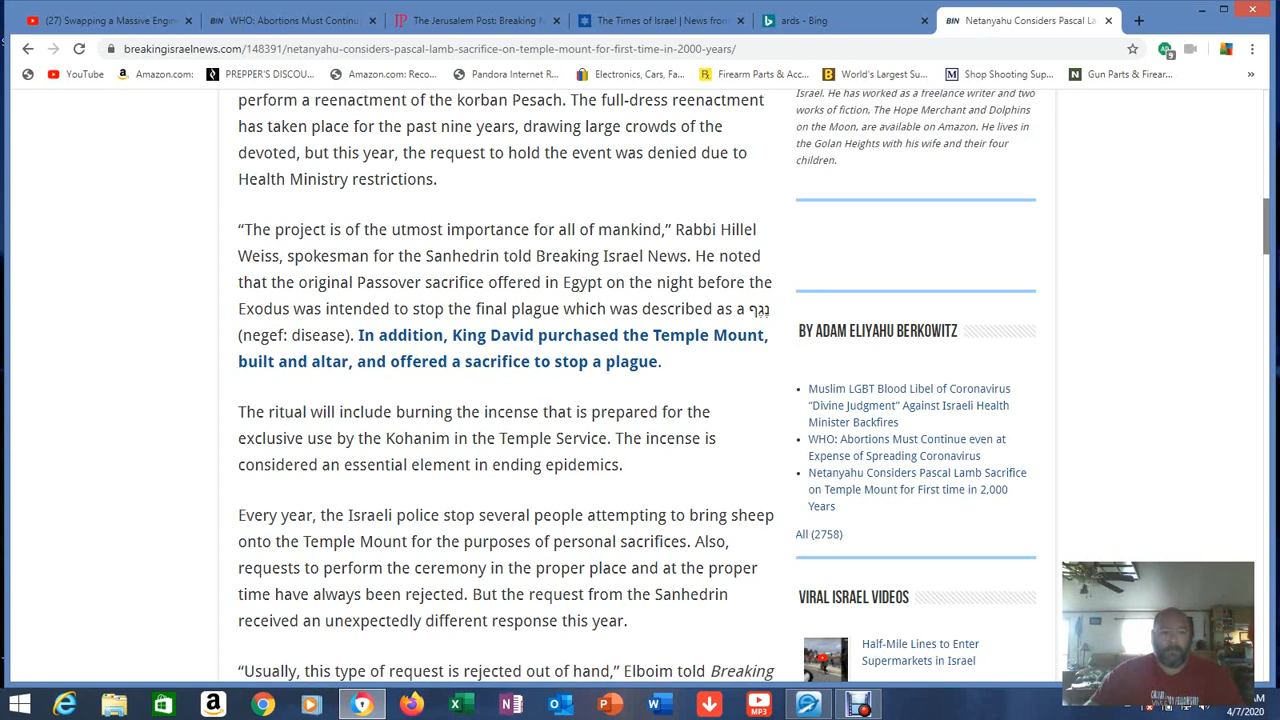 (27) Swapping a Massive Engin
WHO: Abortions Must Continu
The Jerusalem Post: Breaking N
The Times of Israel | News from
ards - Bing
BIN Netanyahu Considers Pascal Lam
breakingisraelnews.com/148391/netanyahu-considers-pascal-lamb-sacrifice-on-temple-mount-for-first-time-in-2000-years/
YouTube
Amazon.com:
PREPPER'S DISCOU...
Amazon.com: Reco...
Pandora Internet R...
Electronics, Cars, Fa...
Firearm Parts & Acc...
World's Largest Su...
Shop Shooting Sup...
Gun Parts & Firear...
»
perform a reenactment of the korban Pesach. The full-dress reenactment
has taken place for the past nine years, drawing large crowds of the
devoted, but this year, the request to hold the event was denied due to
Health Ministry restrictions.
“The project is of the utmost importance for all of mankind,” Rabbi Hillel
Weiss, spokesman for the Sanhedrin told Breaking Israel News. He noted
that the original Passover sacrifice offered in Egypt on the night before the
Exodus was intended to stop the final plague which was described as a נֶגֶף
(negef: disease). In addition, King David purchased the Temple Mount,
built and altar, and offered a sacrifice to stop a plague.
The ritual will include burning the incense that is prepared for the
exclusive use by the Kohanim in the Temple Service. The incense is
considered an essential element in ending epidemics.
Every year, the Israeli police stop several people attempting to bring sheep
onto the Temple Mount for the purposes of personal sacrifices. Also,
requests to perform the ceremony in the proper place and at the proper
time have always been rejected. But the request from the Sanhedrin
received an unexpectedly different response this year.
“Usually, this type of request is rejected out of hand,” Elboim told Breaking
Israel. He has worked as a freelance writer and two
works of fiction, The Hope Merchant and Dolphins
on the Moon, are available on Amazon. He lives in
the Golan Heights with his wife and their four
children.
BY ADAM ELIYAHU BERKOWITZ
Muslim LGBT Blood Libel of Coronavirus
“Divine Judgment” Against Israeli Health
Minister Backfires
WHO: Abortions Must Continue even at
Expense of Spreading Coronavirus
Netanyahu Considers Pascal Lamb Sacrifice
on Temple Mount for First time in 2,000
Years
All (2758)
VIRAL ISRAEL VIDEOS
Half-Mile Lines to Enter
Supermarkets in Israel
MP3
4/7/2020